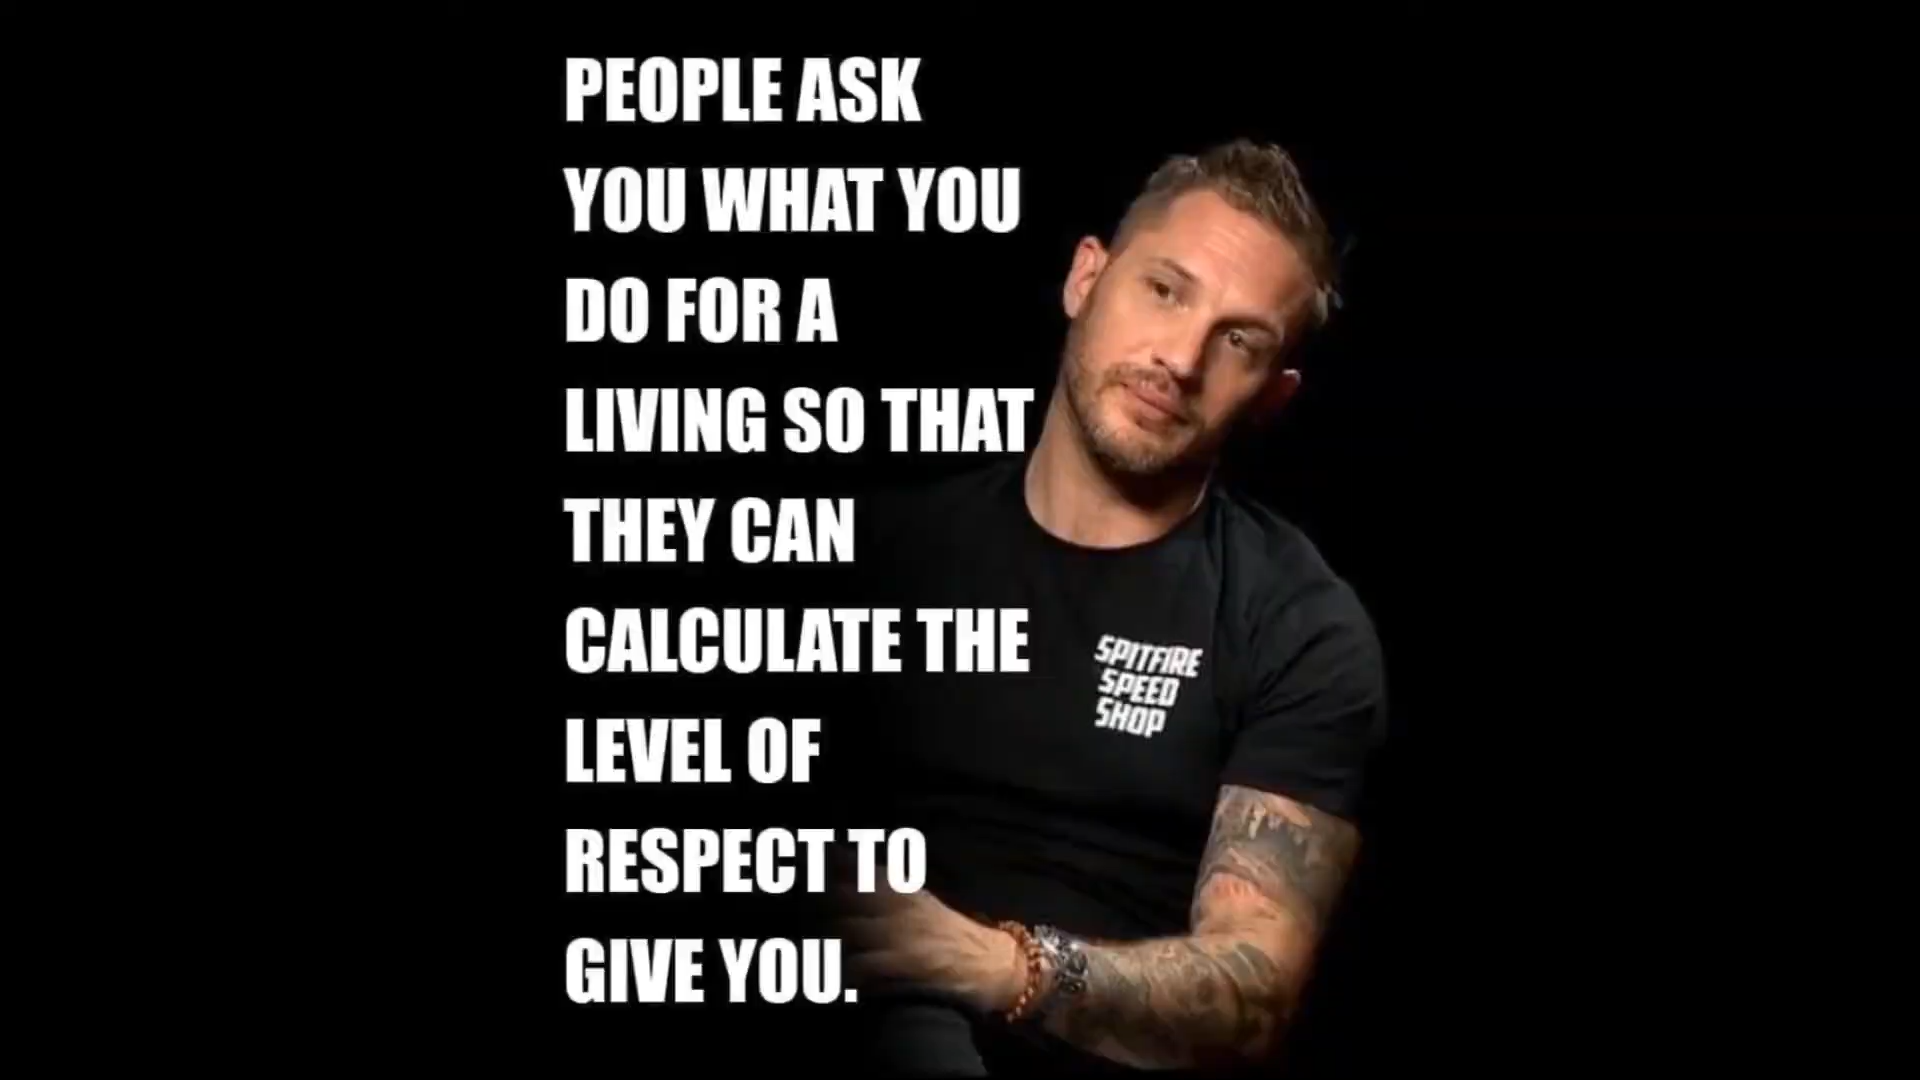 PEOPLE ASK
YOU WHAT YOU
DO FOR A
LIVING SO THAT
THEY CAN
CALCULATE THE
LEVEL OF
RESPECT TO
GIVE YOU.
SPITFIRE
SPEED
SHOP